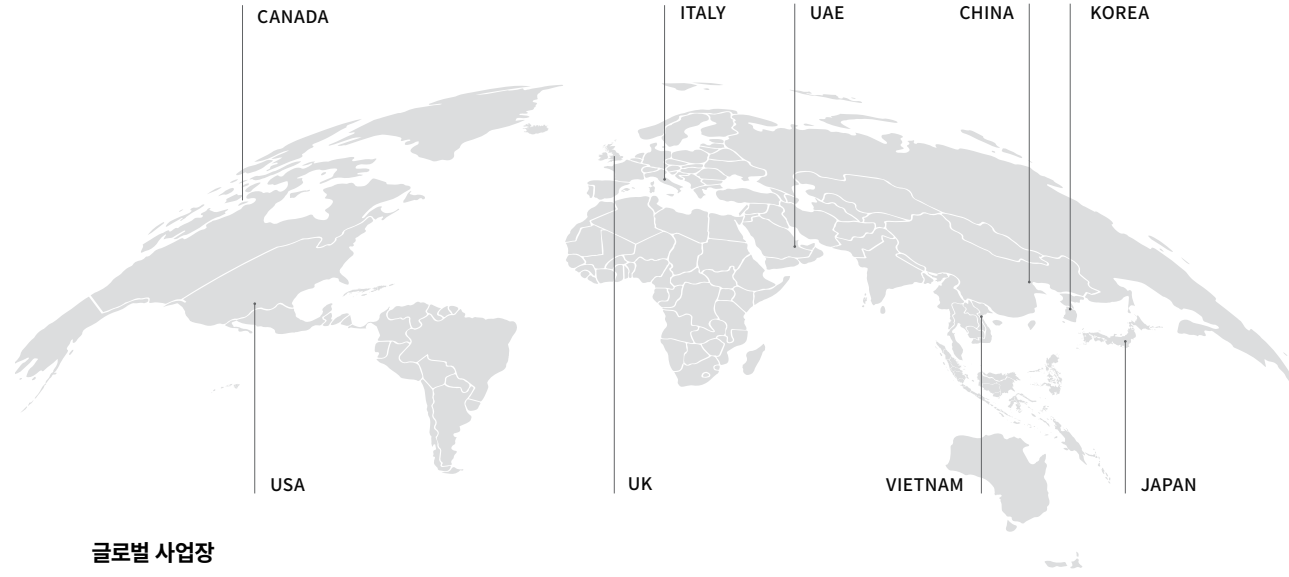 CANADA
ITALY
UAE
CHINA
KOREA
USA
UK
VIETNAM
JAPAN
글로벌 사업장